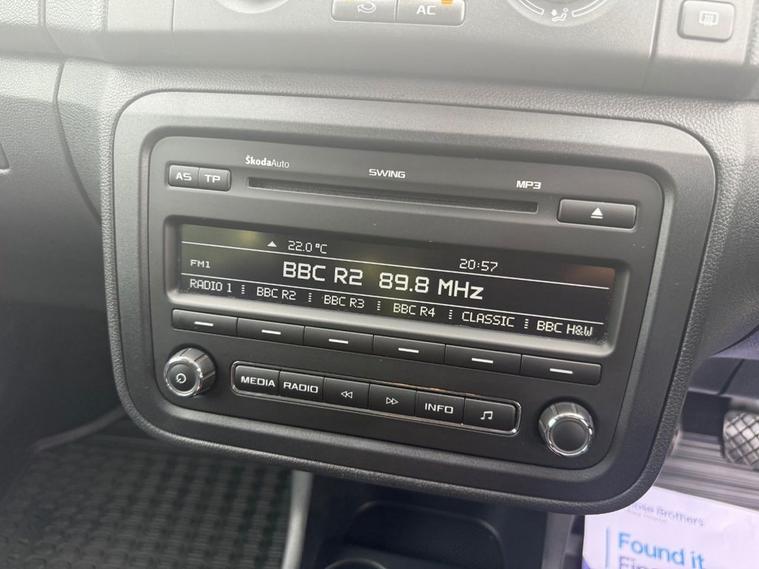 AC
ŠkodaAuto
SWING
MP3
AS TP
22.0 °C
20:57
FM1
BBC R2 89.8 MHz
RADIO 1 BBC R2 BBC R3 BBC R4 CLASSIC BBC H&W
MEDIA RADIO INFO
Brothers
Found it